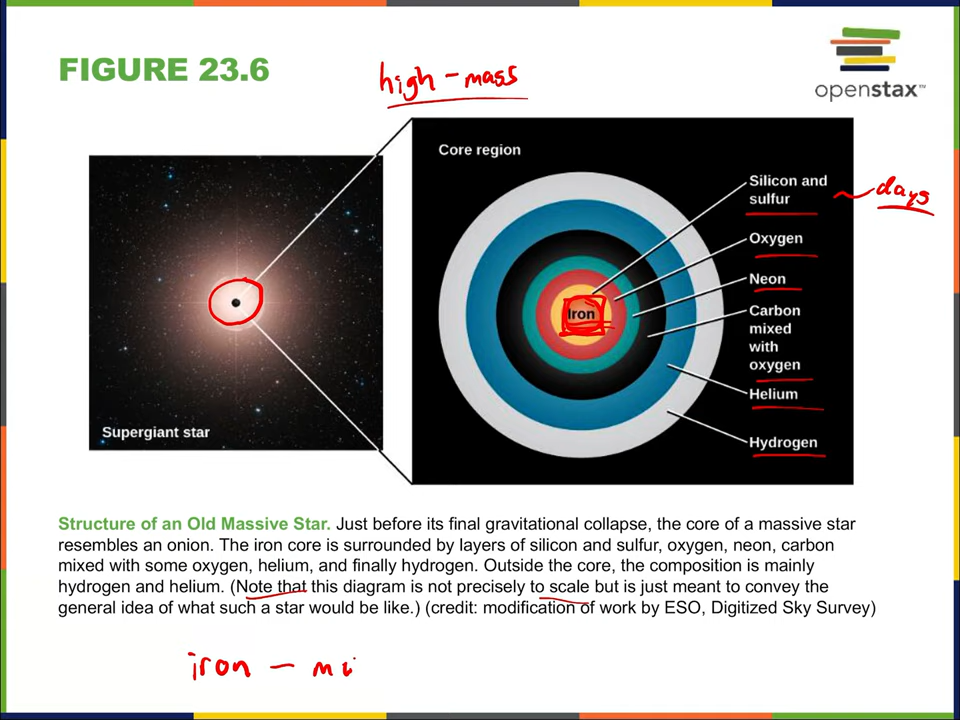 FIGURE 23.6
high - mass
openstax™
Core region
Silicon and
sulfur
~ days
Oxygen
Neon
Iron
Carbon
mixed
with
oxygen
Helium
Hydrogen
Supergiant star
Structure of an Old Massive Star. Just before its final gravitational collapse, the core of a massive star
resembles an onion. The iron core is surrounded by layers of silicon and sulfur, oxygen, neon, carbon
mixed with some oxygen, helium, and finally hydrogen. Outside the core, the composition is mainly
hydrogen and helium. (Note that this diagram is not precisely to scale but is just meant to convey the
general idea of what such a star would be like.) (credit: modification of work by ESO, Digitized Sky Survey)
iron -